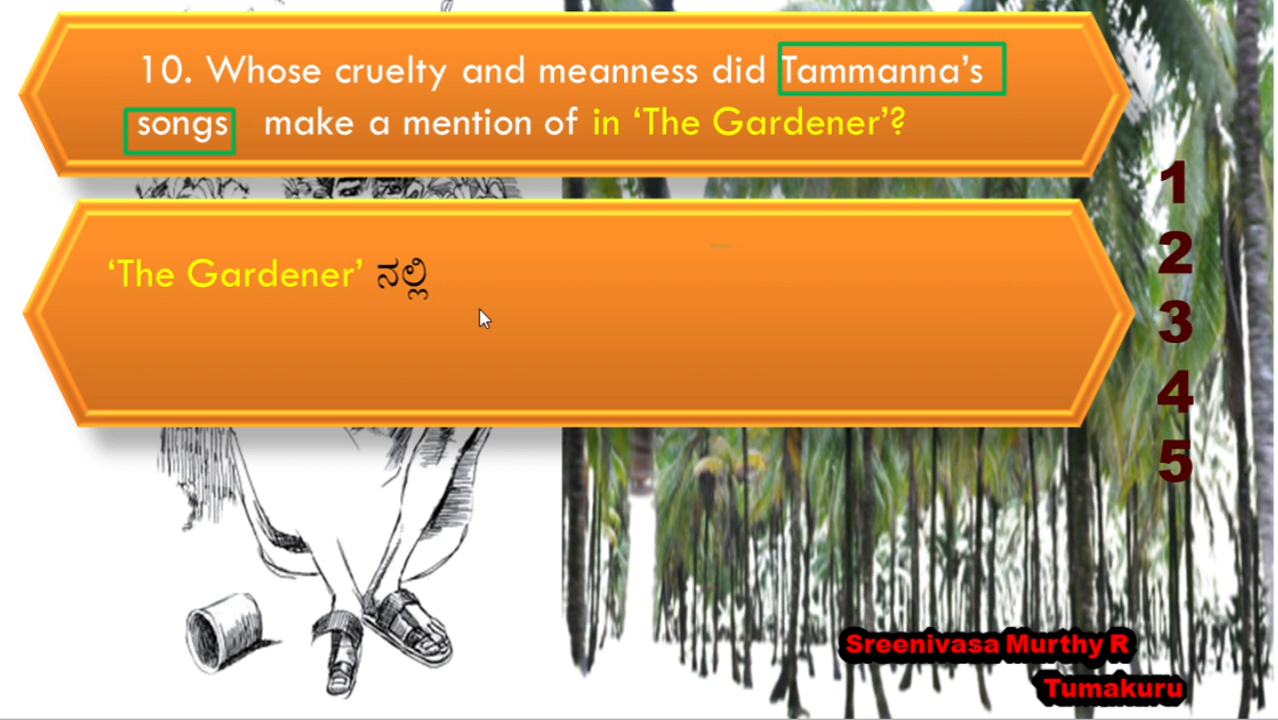 10. Whose cruelty and meanness did Tammanna’s
songs make a mention of in ‘The Gardener’?
‘The Gardener’ ನಲ್ಲಿ
1
2
3
4
5
Sreenivasa Murthy R
Tumakuru